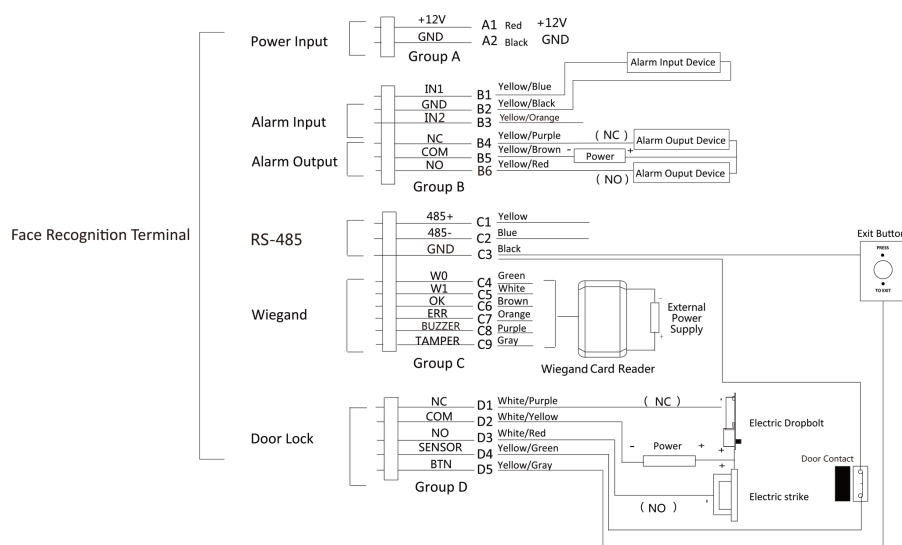 Face Recognition Terminal
Power Input
+12V A1 Red +12V
GND A2 Black GND
Group A
Alarm Input
IN1 B1 Yellow/Blue
GND B2 Yellow/Black
IN2 B3 Yellow/Orange
Alarm Input Device
Alarm Output
NC B4 Yellow/Purple ( NC ) Alarm Ouput Device
COM B5 Yellow/Brown - Power +
NO B6 Yellow/Red ( NO ) Alarm Ouput Device
Group B
RS-485
485+ C1 Yellow
485- C2 Blue
GND C3 Black
Exit Button
PRESS
TO EXIT
Wiegand
W0 C4 Green
W1 C5 White
OK C6 Brown
ERR C7 Orange
BUZZER C8 Purple
TAMPER C9 Gray
Group C
-
External
Power
Supply
+
Wiegand Card Reader
Door Lock
NC D1 White/Purple ( NC ) -
COM D2 White/Yellow
NO D3 White/Red
SENSOR D4 Yellow/Green
BTN D5 Yellow/Gray
Group D
Electric Dropbolt
- Power + +
+
Door Contact
- Electric strike
( NO )